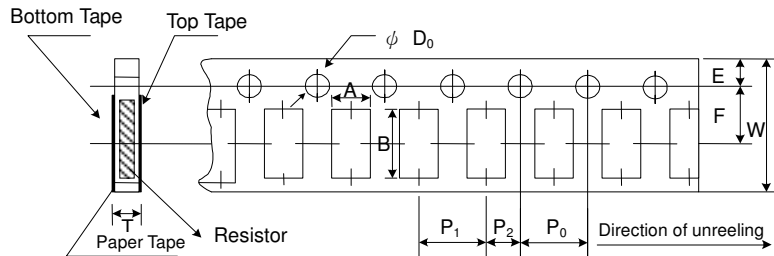 Bottom Tape
Top Tape
ϕ D₀
A
B
E
F
W
T
Paper Tape
Resistor
P₁
P₂
P₀
Direction of unreeling